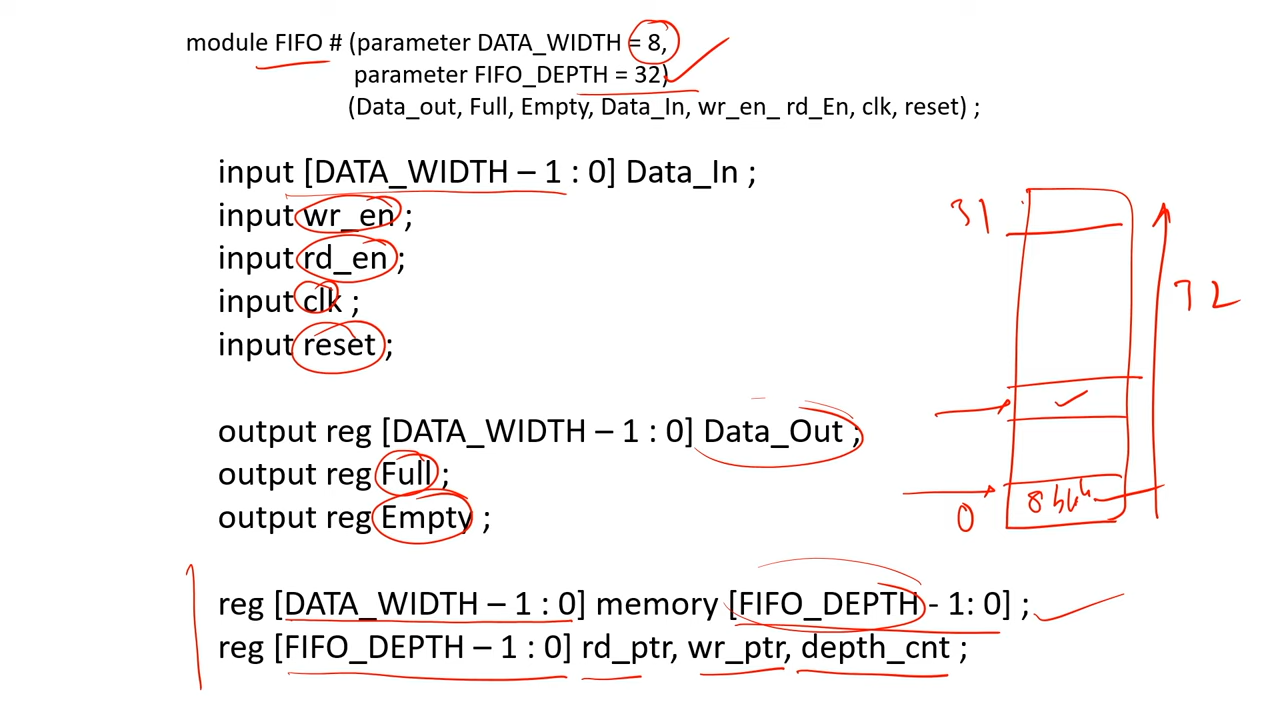 module FIFO # (parameter DATA_WIDTH = 8,
parameter FIFO_DEPTH = 32)
(Data_out, Full, Empty, Data_In, wr_en_ rd_En, clk, reset) ;
input [DATA_WIDTH – 1 : 0] Data_In ;
input wr_en ;
input rd_en ;
input clk ;
input reset ;
output reg [DATA_WIDTH – 1 : 0] Data_Out ;
output reg Full ;
output reg Empty ;
reg [DATA_WIDTH – 1 : 0] memory [FIFO_DEPTH - 1: 0] ;
reg [FIFO_DEPTH – 1 : 0] rd_ptr, wr_ptr, depth_cnt ;
31
32
0
8